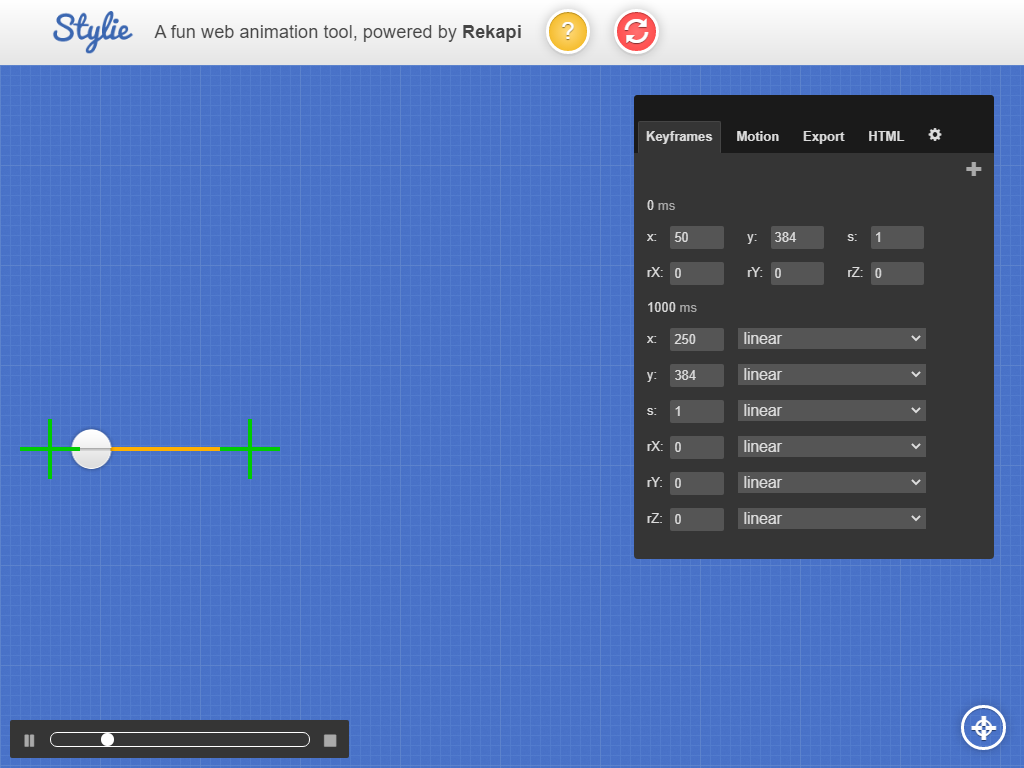 Stylie A fun web animation tool, powered by Rekapi ?
Keyframes Motion Export HTML
0 ms
x: 50 y: 384 s: 1
rX: 0 rY: 0 rZ: 0
1000 ms
x: 250 linear
y: 384 linear
s: 1 linear
rX: 0 linear
rY: 0 linear
rZ: 0 linear